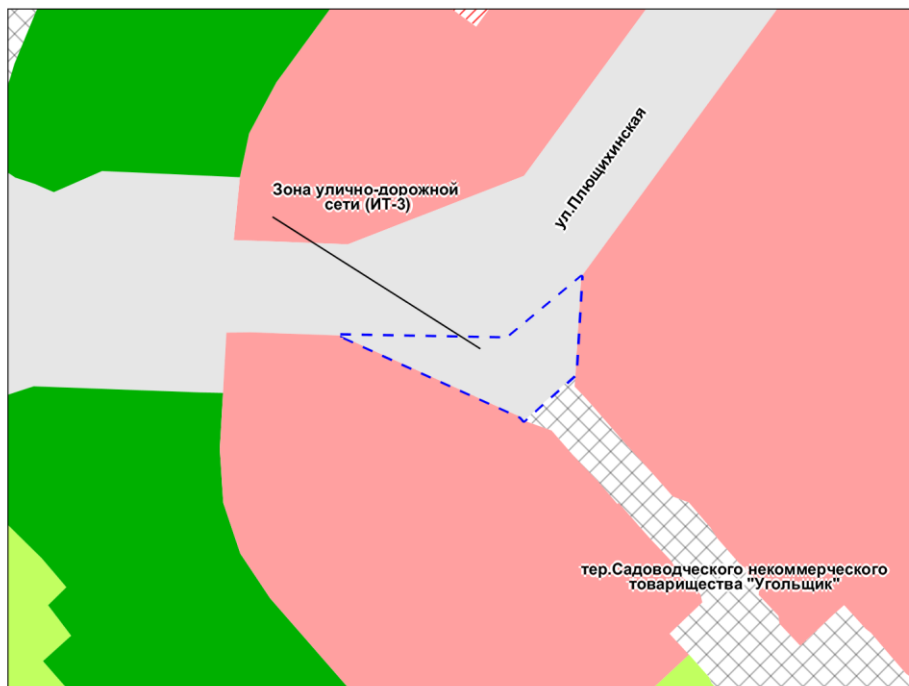 Зона улично-дорожной
сети (ИТ-3)
ул.Плющихинская
тер.Садоводческого некоммерческого
товарищества "Угольщик"